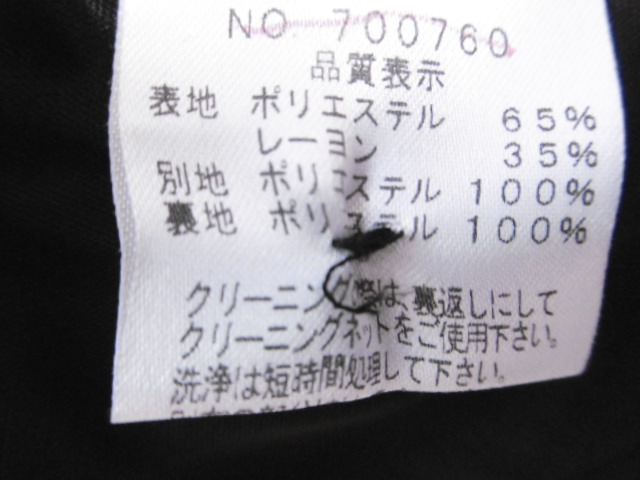 NO. 700760
品質表示
表地 ポリエステル 65%
レーヨン 35%
別地 ポリエステル 100%
裏地 ポリエステル 100%
クリーニング際は、裏返しにして
クリーニングネットをご使用下さい。
洗浄は短時間処理して下さい。